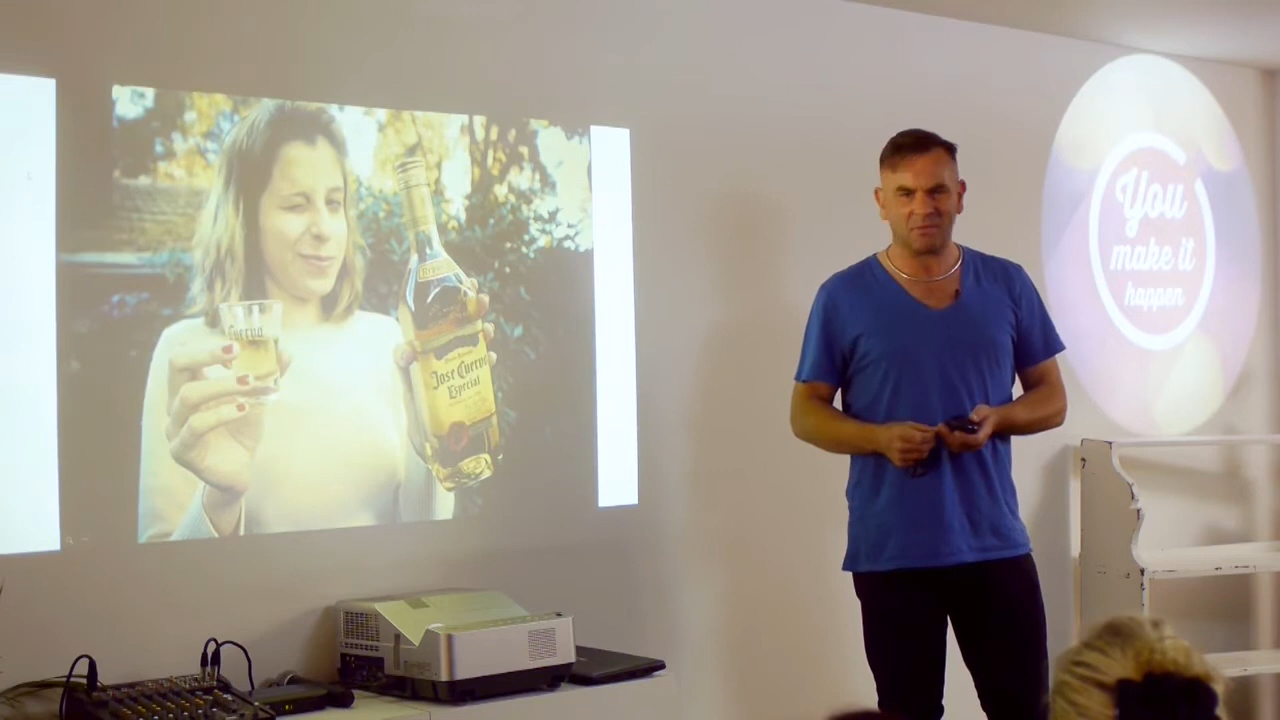 Cuervo
Jose Cuervo
Especial
You
make it
happen